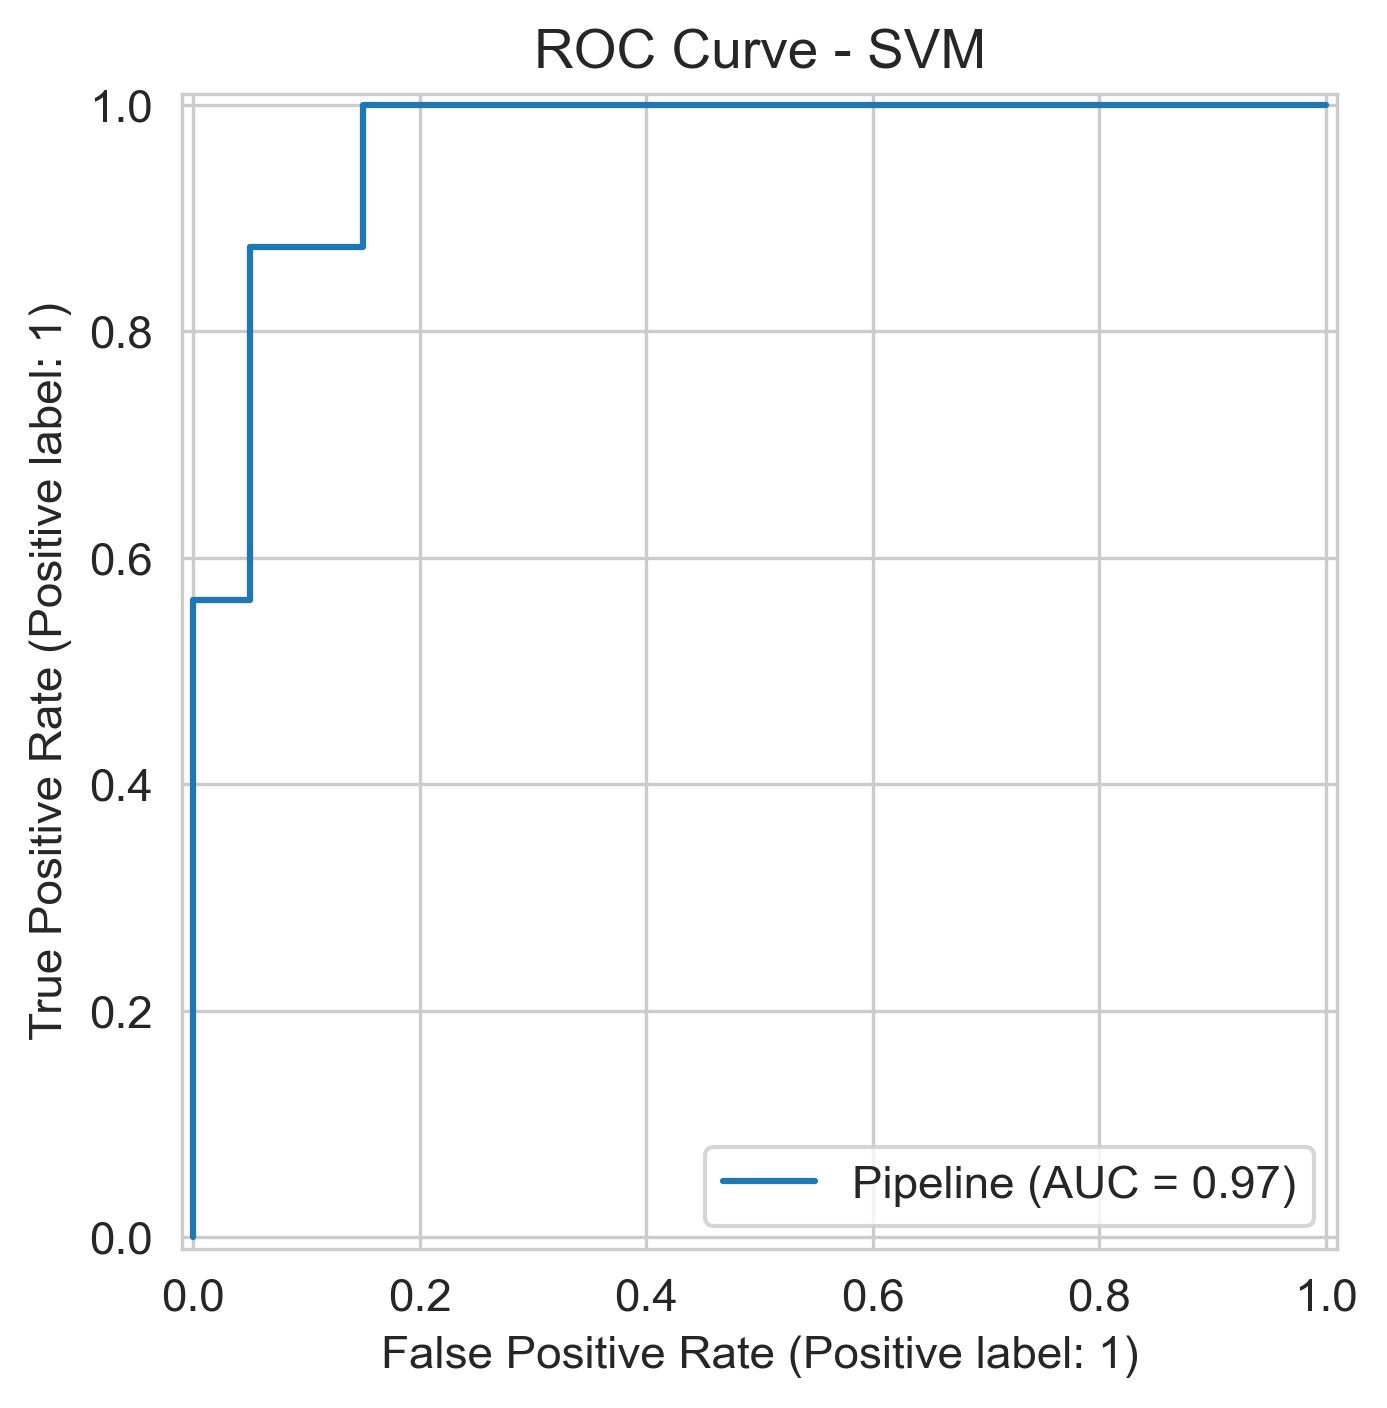 ROC Curve - SVM
True Positive Rate (Positive label: 1)
1.0
0.8
0.6
0.4
0.2
0.0
Pipeline (AUC = 0.97)
0.0 0.2 0.4 0.6 0.8 1.0
False Positive Rate (Positive label: 1)